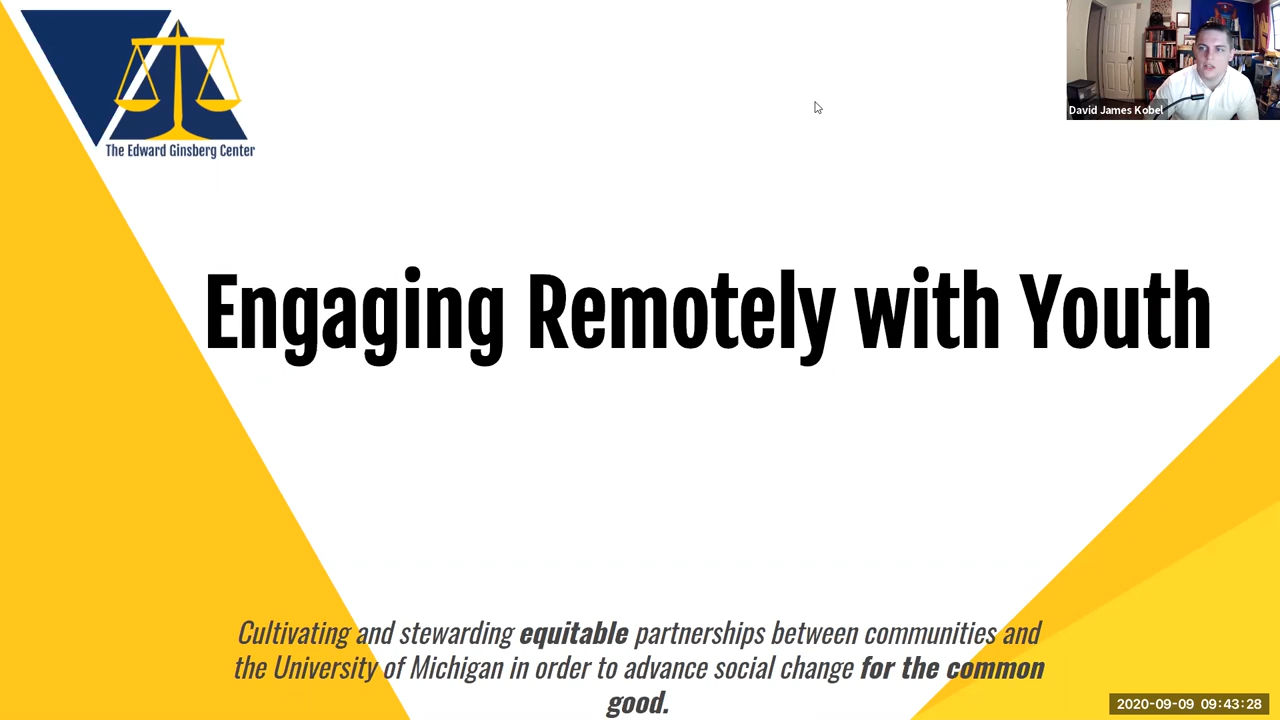 The Edward Ginsberg Center
David James Kobel
Engaging Remotely with Youth
Cultivating and stewarding equitable partnerships between communities and
the University of Michigan in order to advance social change for the common
good.
2020-09-09 09:43:28